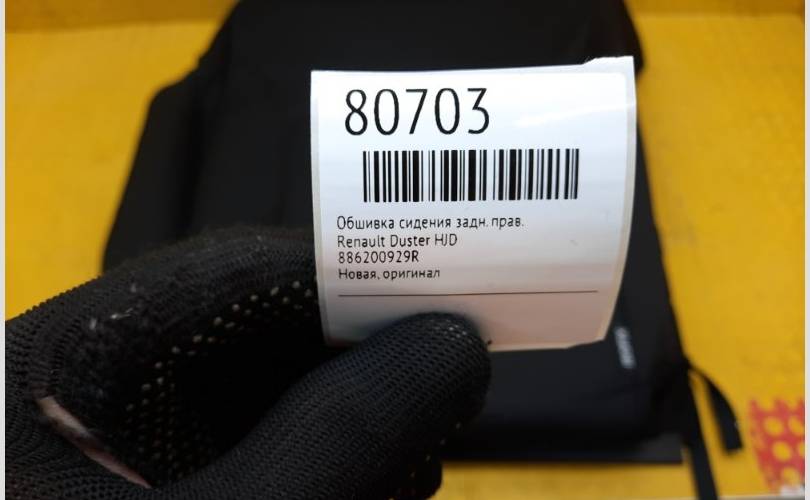 80703
Обшивка сидения задн. прав.
Renault Duster HJD
886200929R
Новая, оригинал